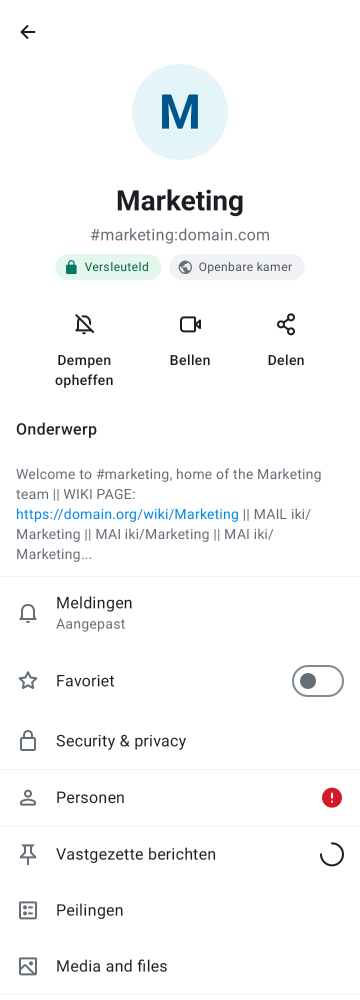 M
Marketing
#marketing:domain.com
Versleuteld
Openbare kamer
Dempen
opheffen
Bellen
Delen
Onderwerp
Welcome to #marketing, home of the Marketing
team || WIKI PAGE:
https://domain.org/wiki/Marketing || MAIL iki/
Marketing || MAI iki/Marketing || MAI iki/
Marketing...
Meldingen
Aangepast
Favoriet
Security & privacy
Personen
Vastgezette berichten
Peilingen
Media and files